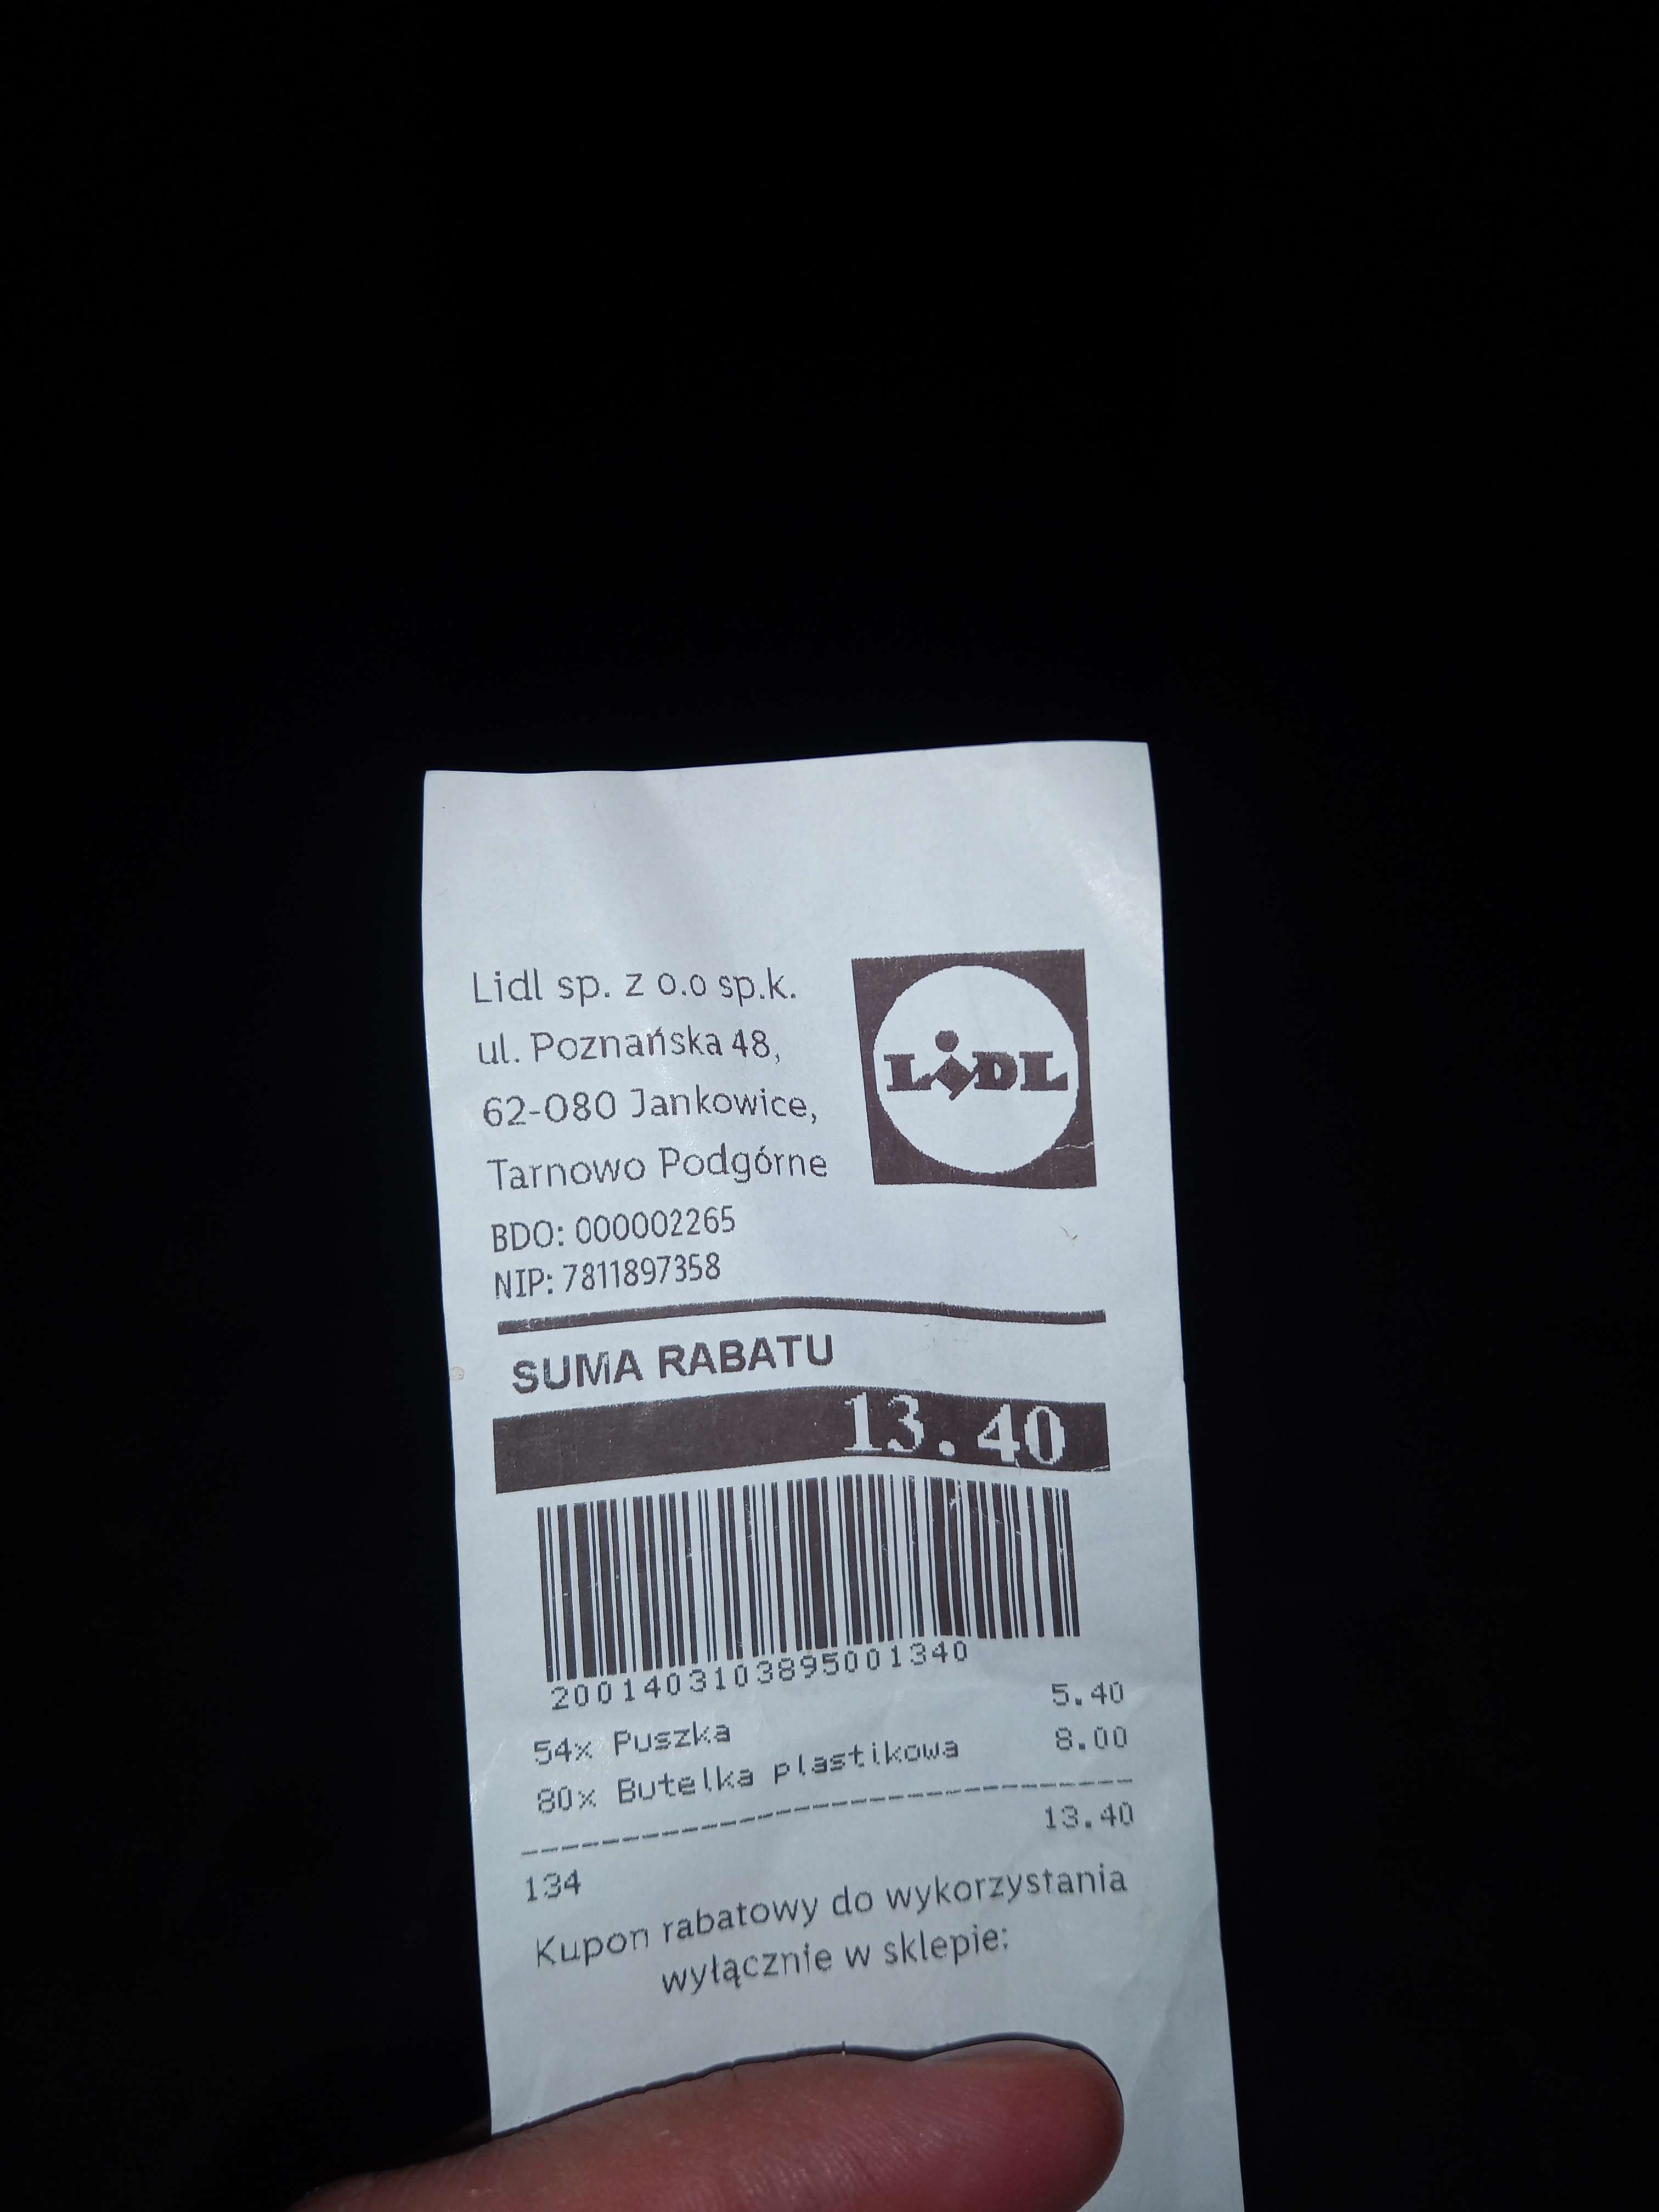 Lidl sp. z o.o sp.k.
ul. Poznańska 48,
62-080 Jankowice,
Tarnowo Podgórne
BDO: 000002265
NIP: 7811897358
LIDL
SUMA RABATU
13.40
2001403103895001340
54x Puszka 5.40
80x Butelka plastikowa 8.00
134 13.40
Kupon rabatowy do wykorzystania
wyłącznie w sklepie: